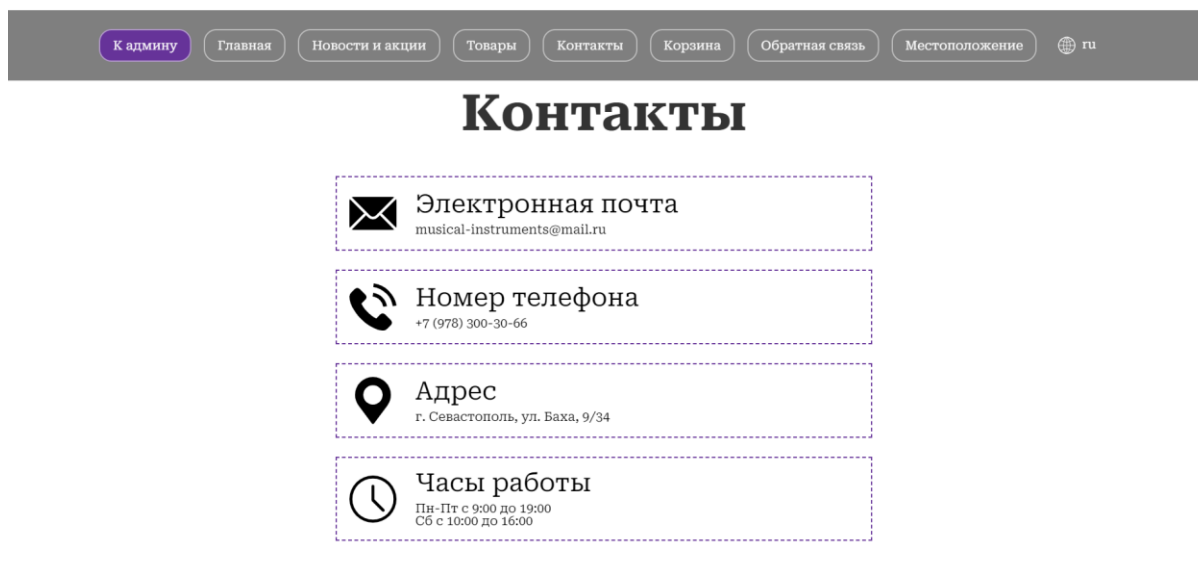 К админу Главная Новости и акции Товары Контакты Корзина Обратная связь Местоположение ru
Контакты
Электронная почта
musical-instruments@mail.ru
Номер телефона
+7 (978) 300-30-66
Адрес
г. Севастополь, ул. Баха, 9/34
Часы работы
Пн-Пт с 9:00 до 19:00
Сб с 10:00 до 16:00